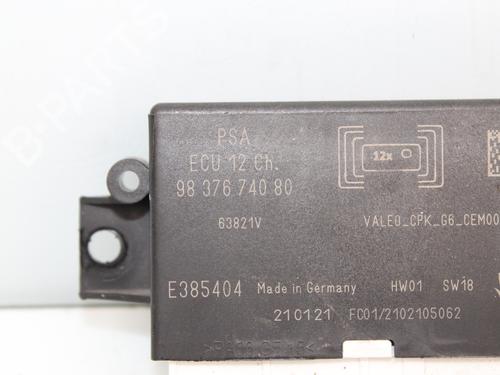 PSA
ECU 12 Ch.
98 376 740 80
63821V
12x
VALEO_CPK_G6_CEM00
E385404 Made in Germany HW01 SW18
210121 FC01/2102105062
B-PARTS